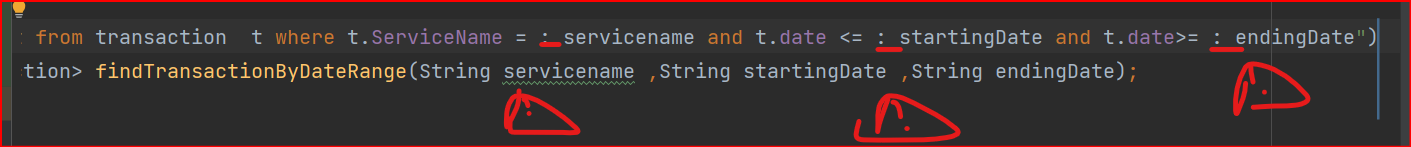 : from transaction  t where t.ServiceName = : servicename and t.date <= : startingDate and t.date>= : endingDate")
tion> findTransactionByDateRange(String servicename ,String startingDate ,String endingDate);